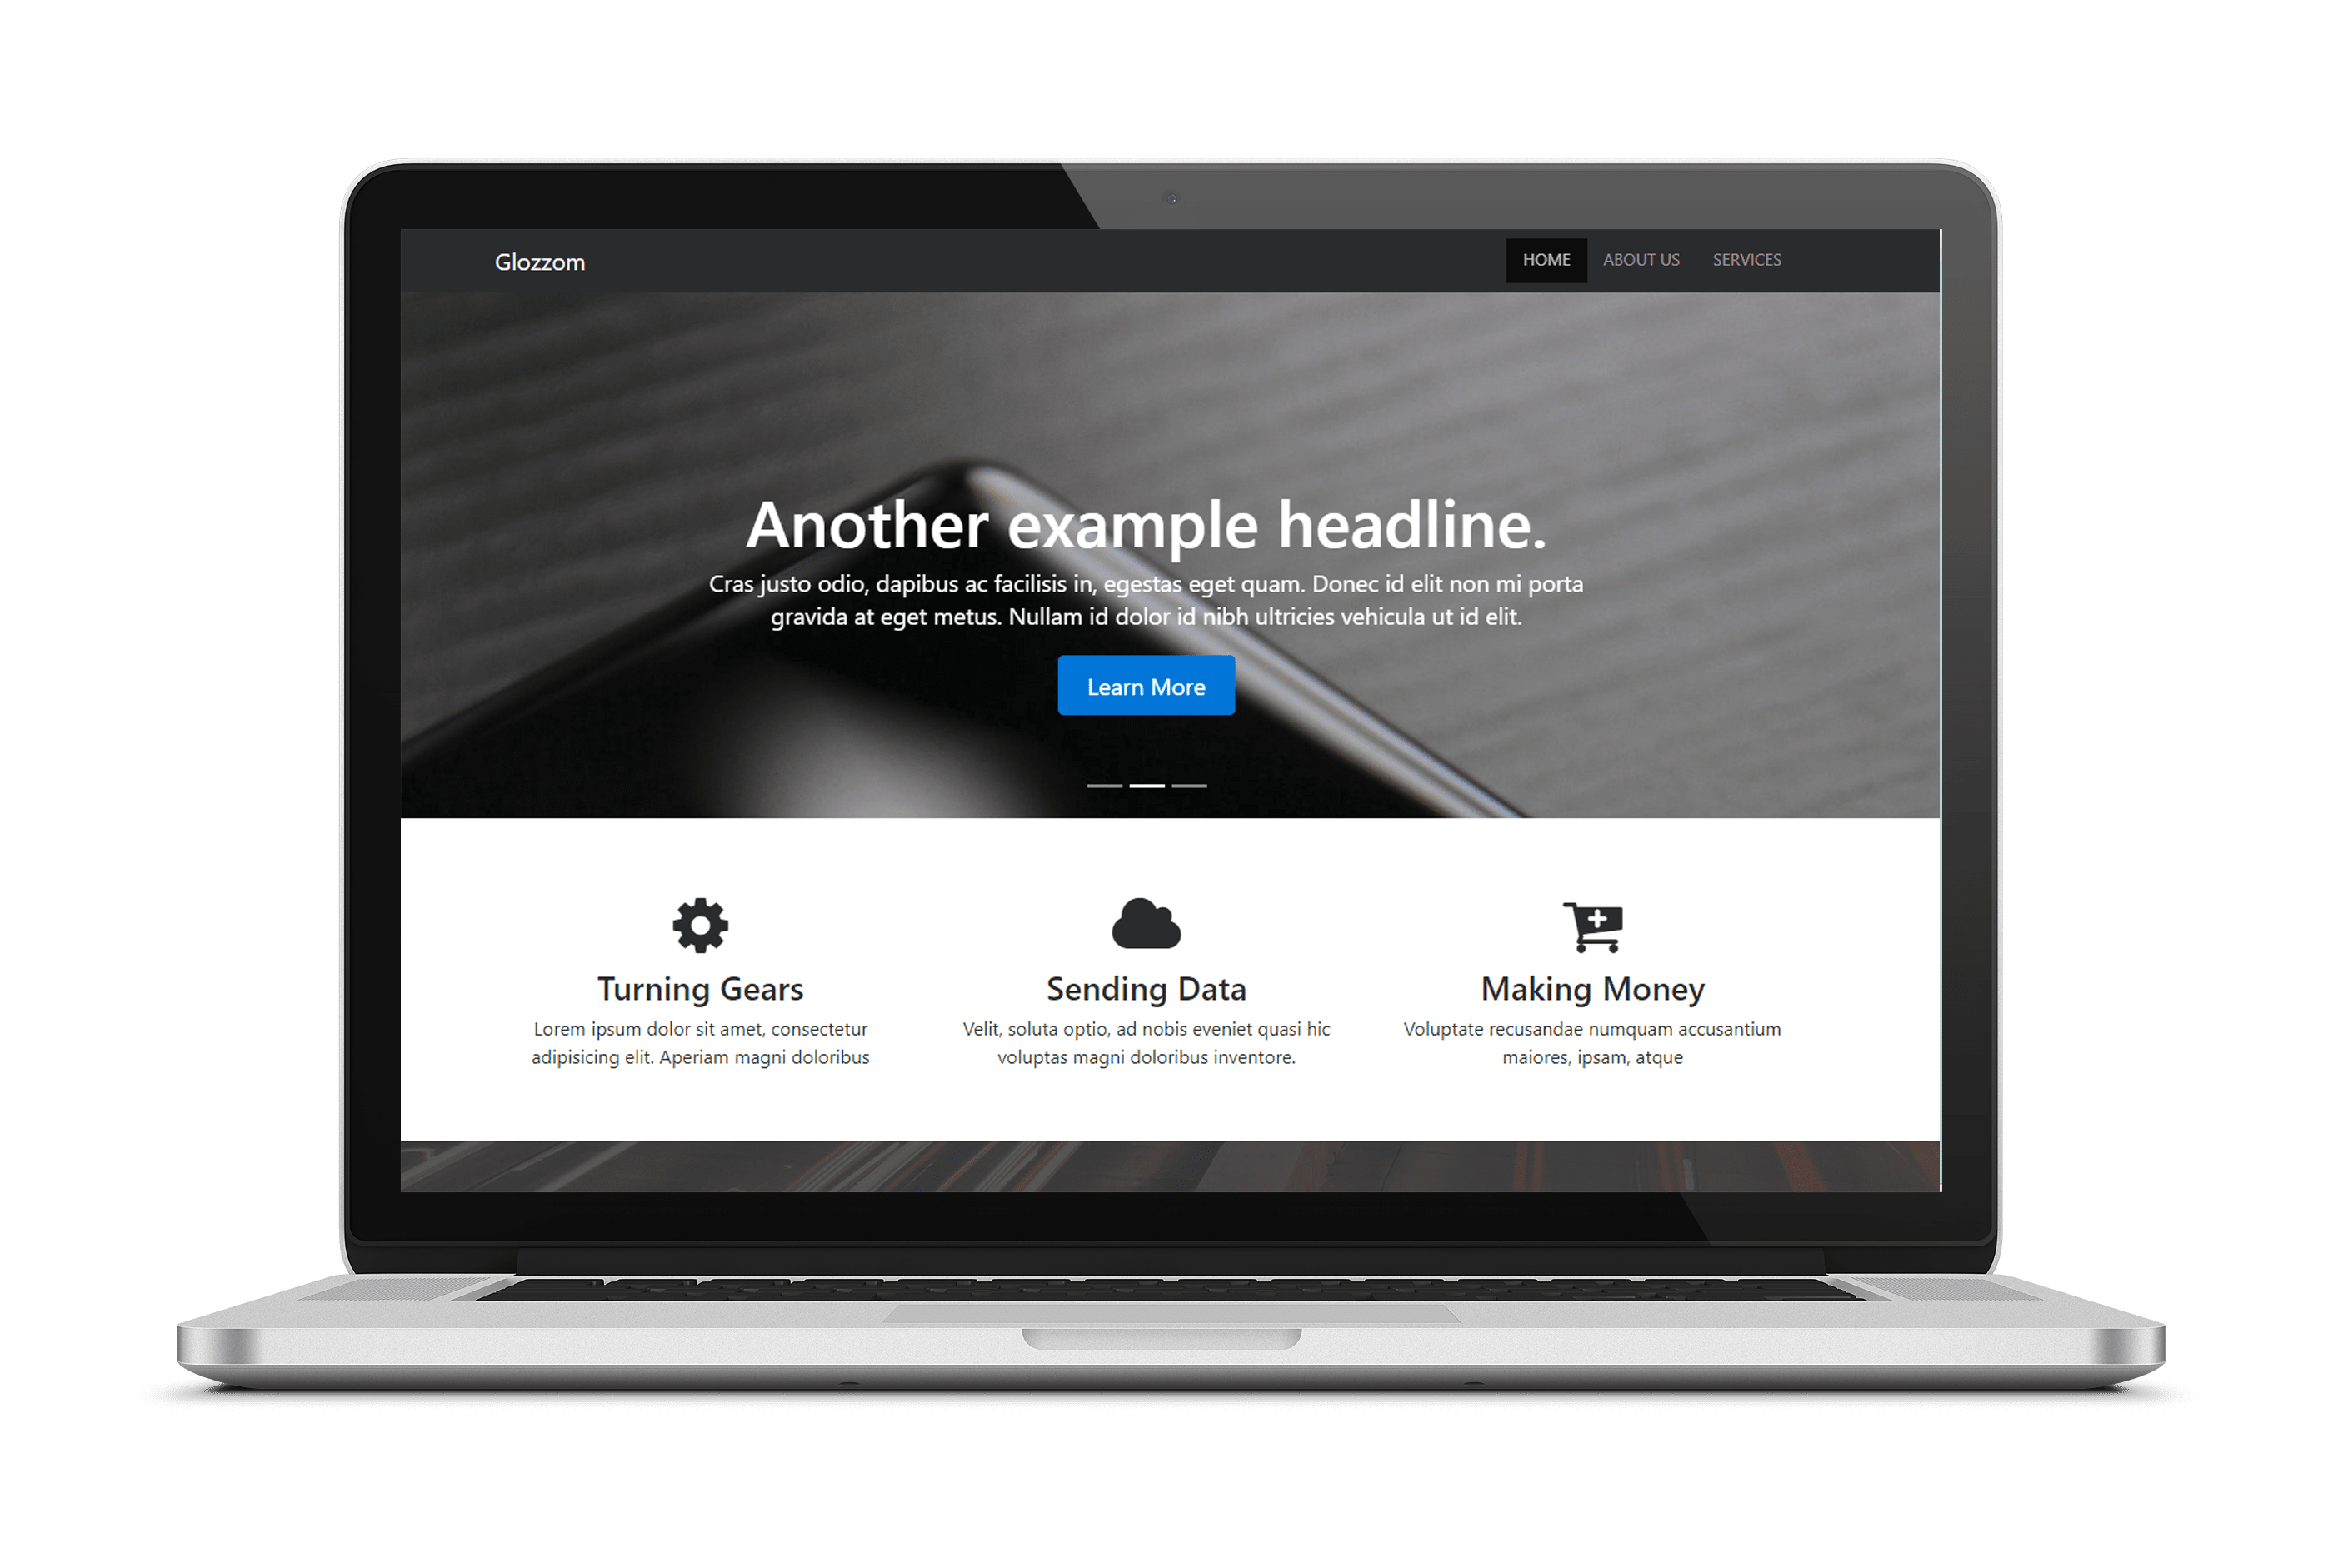 Glozzom
HOME ABOUT US SERVICES
Another example headline.
Cras justo odio, dapibus ac facilisis in, egestas eget quam. Donec id elit non mi porta
gravida at eget metus. Nullam id dolor id nibh ultricies vehicula ut id elit.
Learn More
Turning Gears
Lorem ipsum dolor sit amet, consectetur
adipisicing elit. Aperiam magni doloribus
Sending Data
Velit, soluta optio, ad nobis eveniet quasi hic
voluptas magni doloribus inventore.
Making Money
Voluptate recusandae numquam accusantium
maiores, ipsam, atque